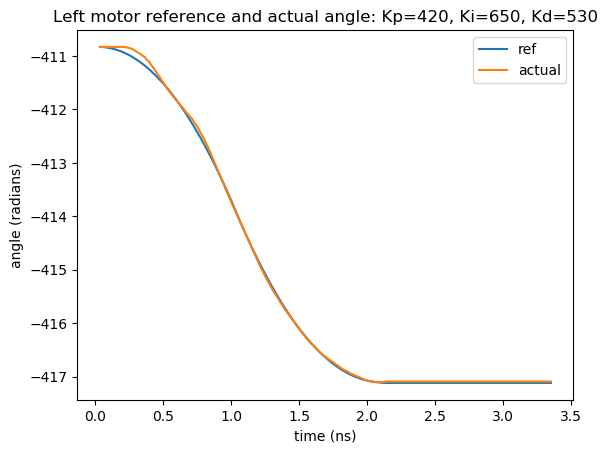 Left motor reference and actual angle: Kp=420, Ki=650, Kd=530
ref
actual
−411
−412
−413
−414
−415
−416
−417
angle (radians)
0.0 0.5 1.0 1.5 2.0 2.5 3.0 3.5
time (ns)